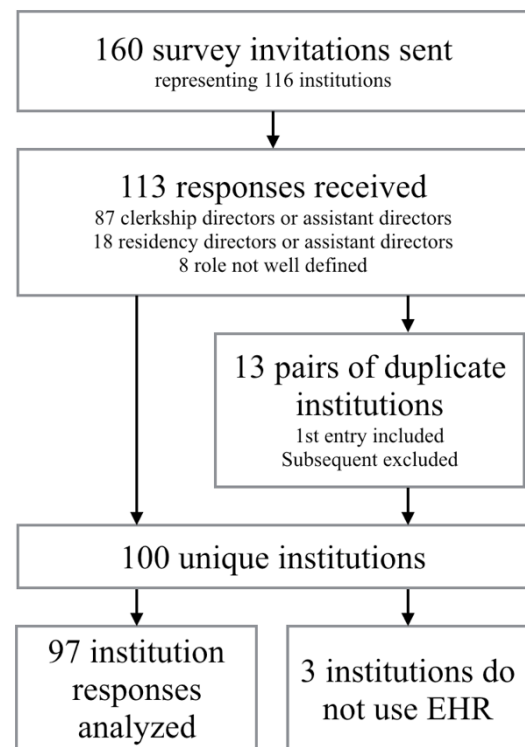 160 survey invitations sent
representing 116 institutions
113 responses received
87 clerkship directors or assistant directors
18 residency directors or assistant directors
8 role not well defined
13 pairs of duplicate
institutions
1st entry included
Subsequent excluded
100 unique institutions
97 institution
responses
analyzed
3 institutions do
not use EHR